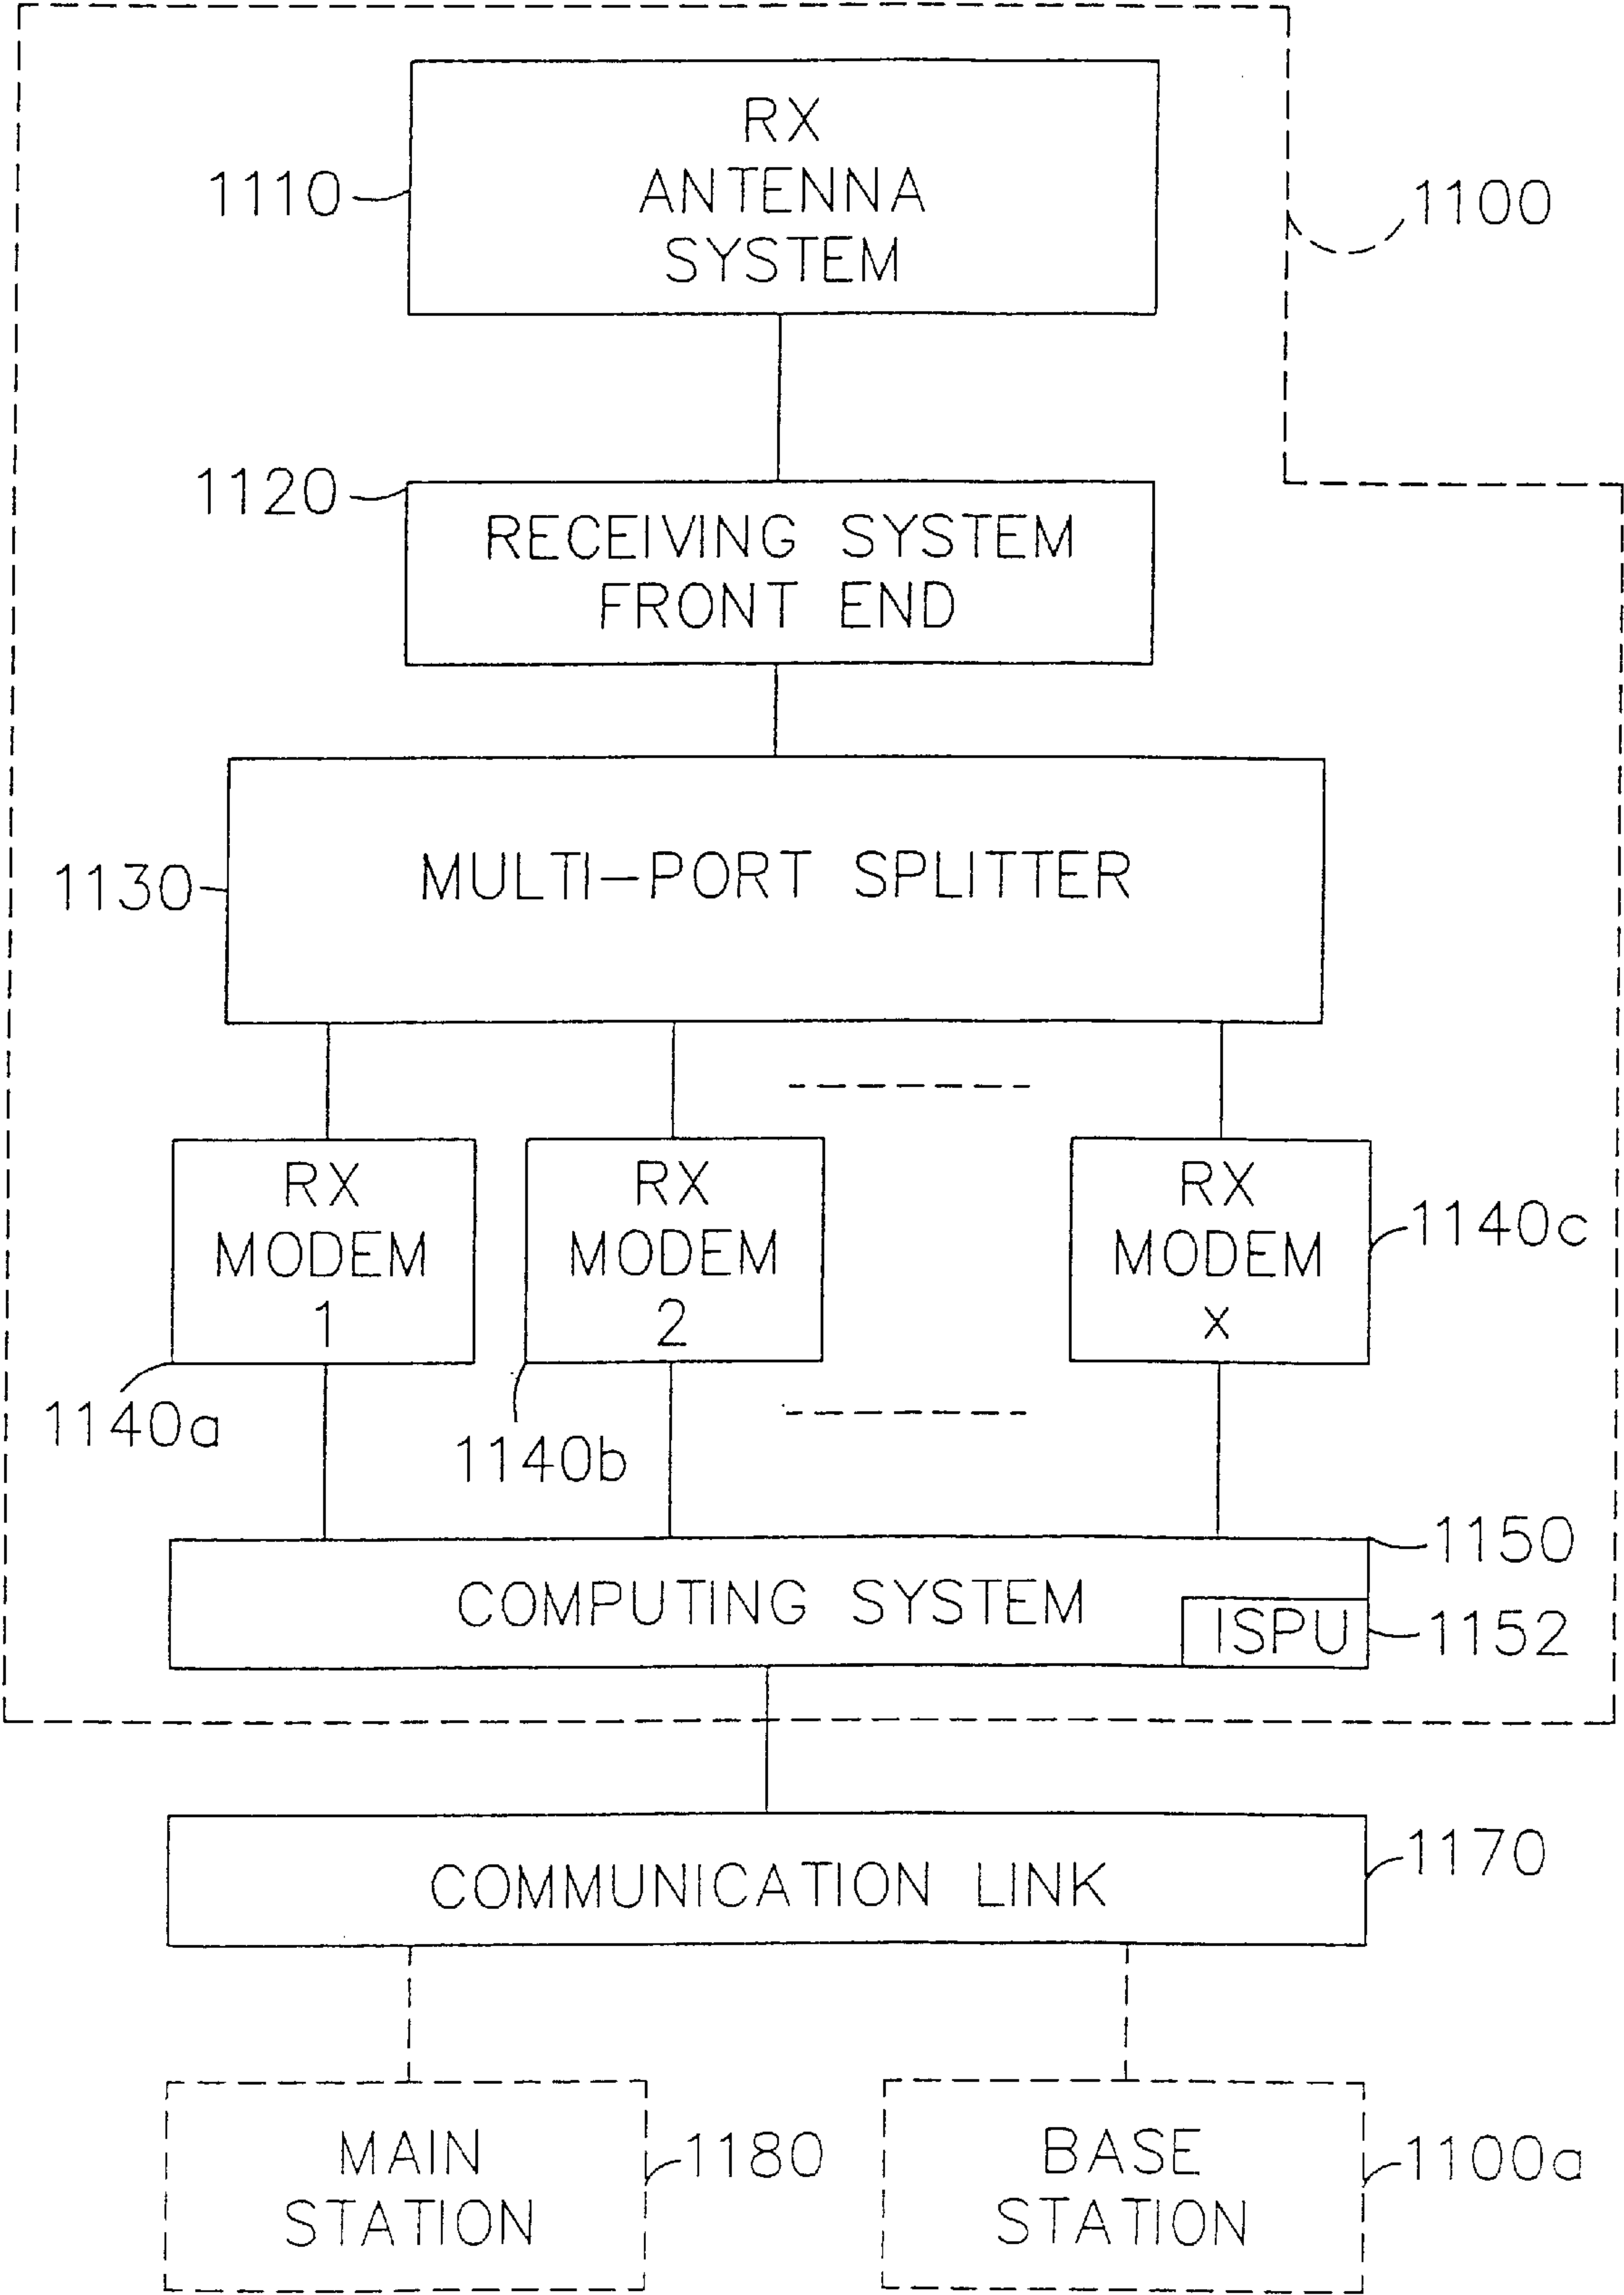 RX
ANTENNA
SYSTEM
1110
1100
1120
RECEIVING SYSTEM
FRONT END
1130
MULTI-PORT SPLITTER
RX
MODEM
1
RX
MODEM
2
RX
MODEM
x
1140c
1140a
1140b
1150
COMPUTING SYSTEM
ISPU
1152
COMMUNICATION LINK
1170
MAIN
STATION
1180
BASE
STATION
1100a